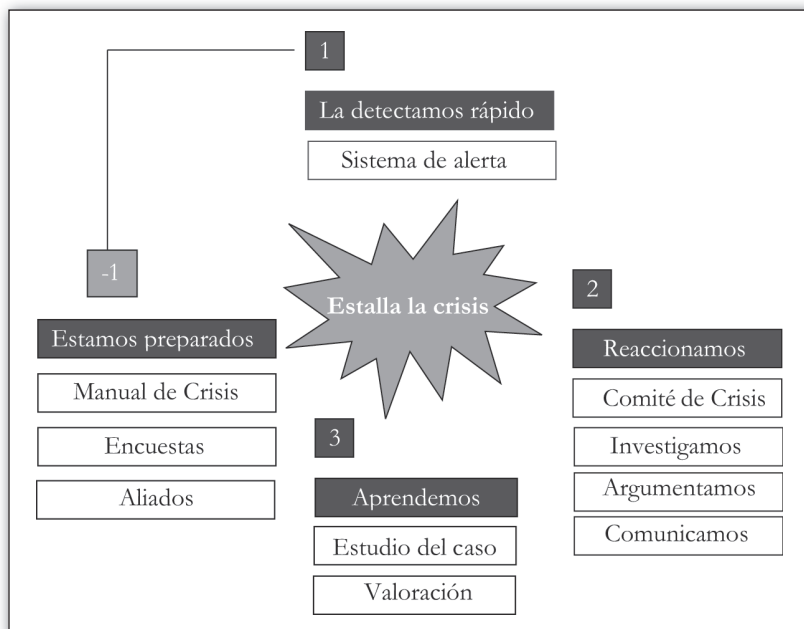 1
La detectamos rápido
Sistema de alerta
-1
Estamos preparados
Manual de Crisis
Encuestas
Aliados
Estalla la crisis
2
Reaccionamos
Comité de Crisis
Investigamos
Argumentamos
Comunicamos
3
Aprendemos
Estudio del caso
Valoración